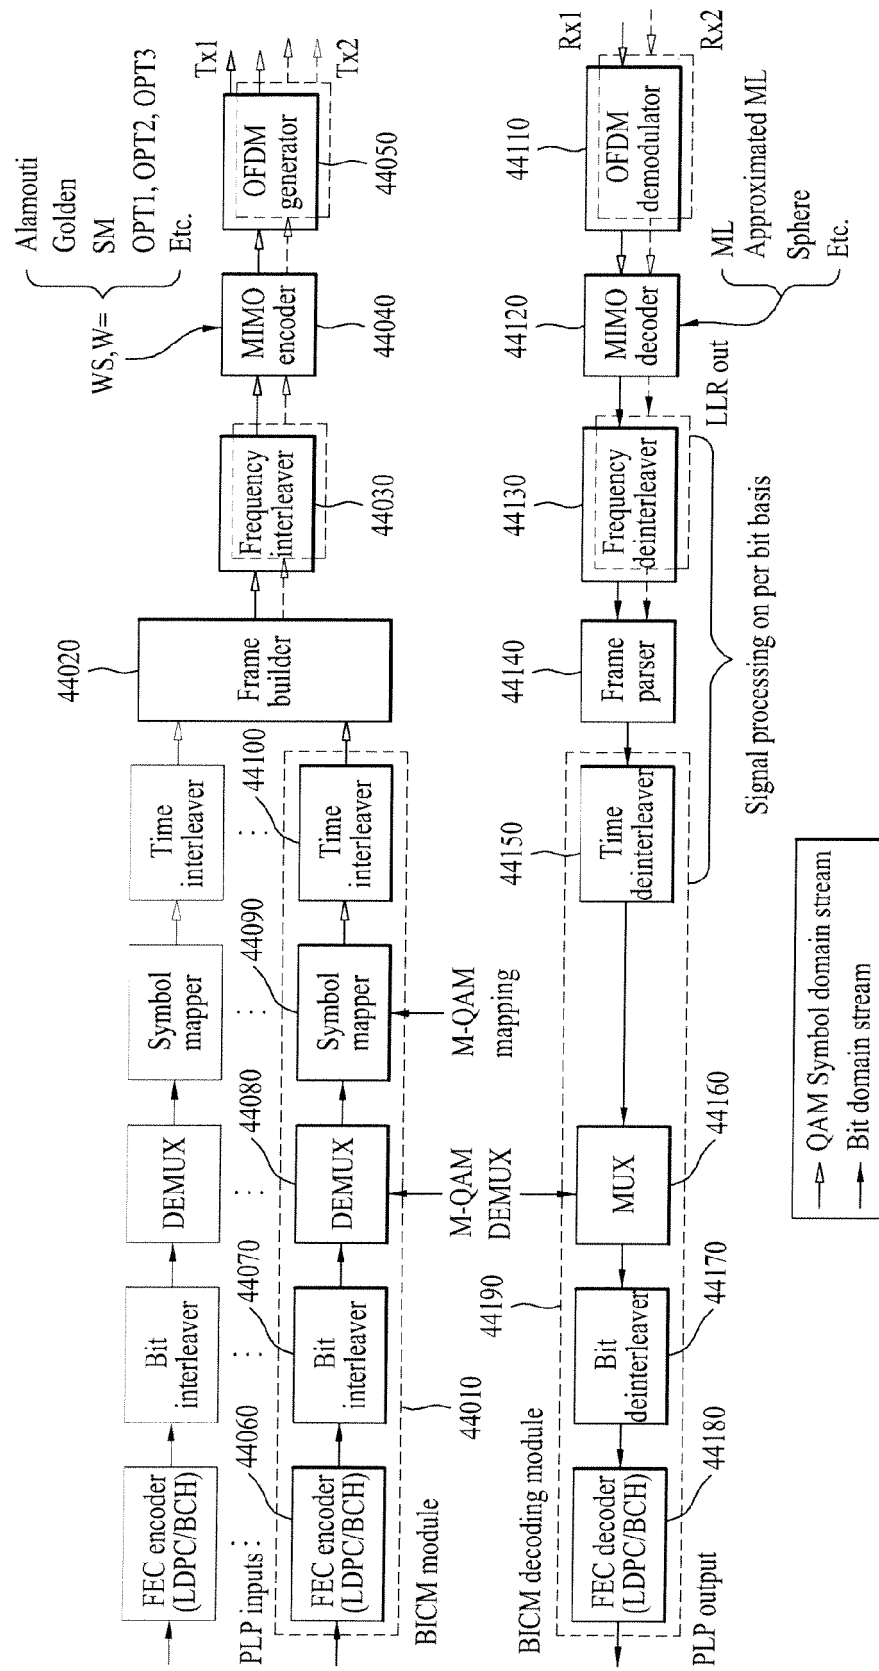 Alamouti
Golden
SM
OPT1, OPT2, OPT3
Etc.
WS,W=
FEC encoder
(LDPC/BCH)
Bit
interleaver
DEMUX
Symbol
mapper
Time
interleaver
44020
Frame
builder
Frequency
interleaver
44030
MIMO
encoder
44040
OFDM
generator
44050
Tx1
Tx2
PLP inputs
44060
FEC encoder
(LDPC/BCH)
44070
Bit
interleaver
44080
DEMUX
44090
Symbol
mapper
44100
Time
interleaver
BICM module
44010
M-QAM
DEMUX
M-QAM
mapping
BICM decoding module
44190
FEC decoder
(LDPC/BCH)
44180
Bit
deinterleaver
44170
MUX
44160
44150
Time
deinterleaver
44140
Frame
parser
44130
Frequency
deinterleaver
44120
MIMO
decoder
44110
OFDM
demodulator
Rx1
Rx2
PLP output
LLR out
ML
Approximated ML
Sphere
Etc.
Signal processing on per bit basis
QAM Symbol domain stream
Bit domain stream